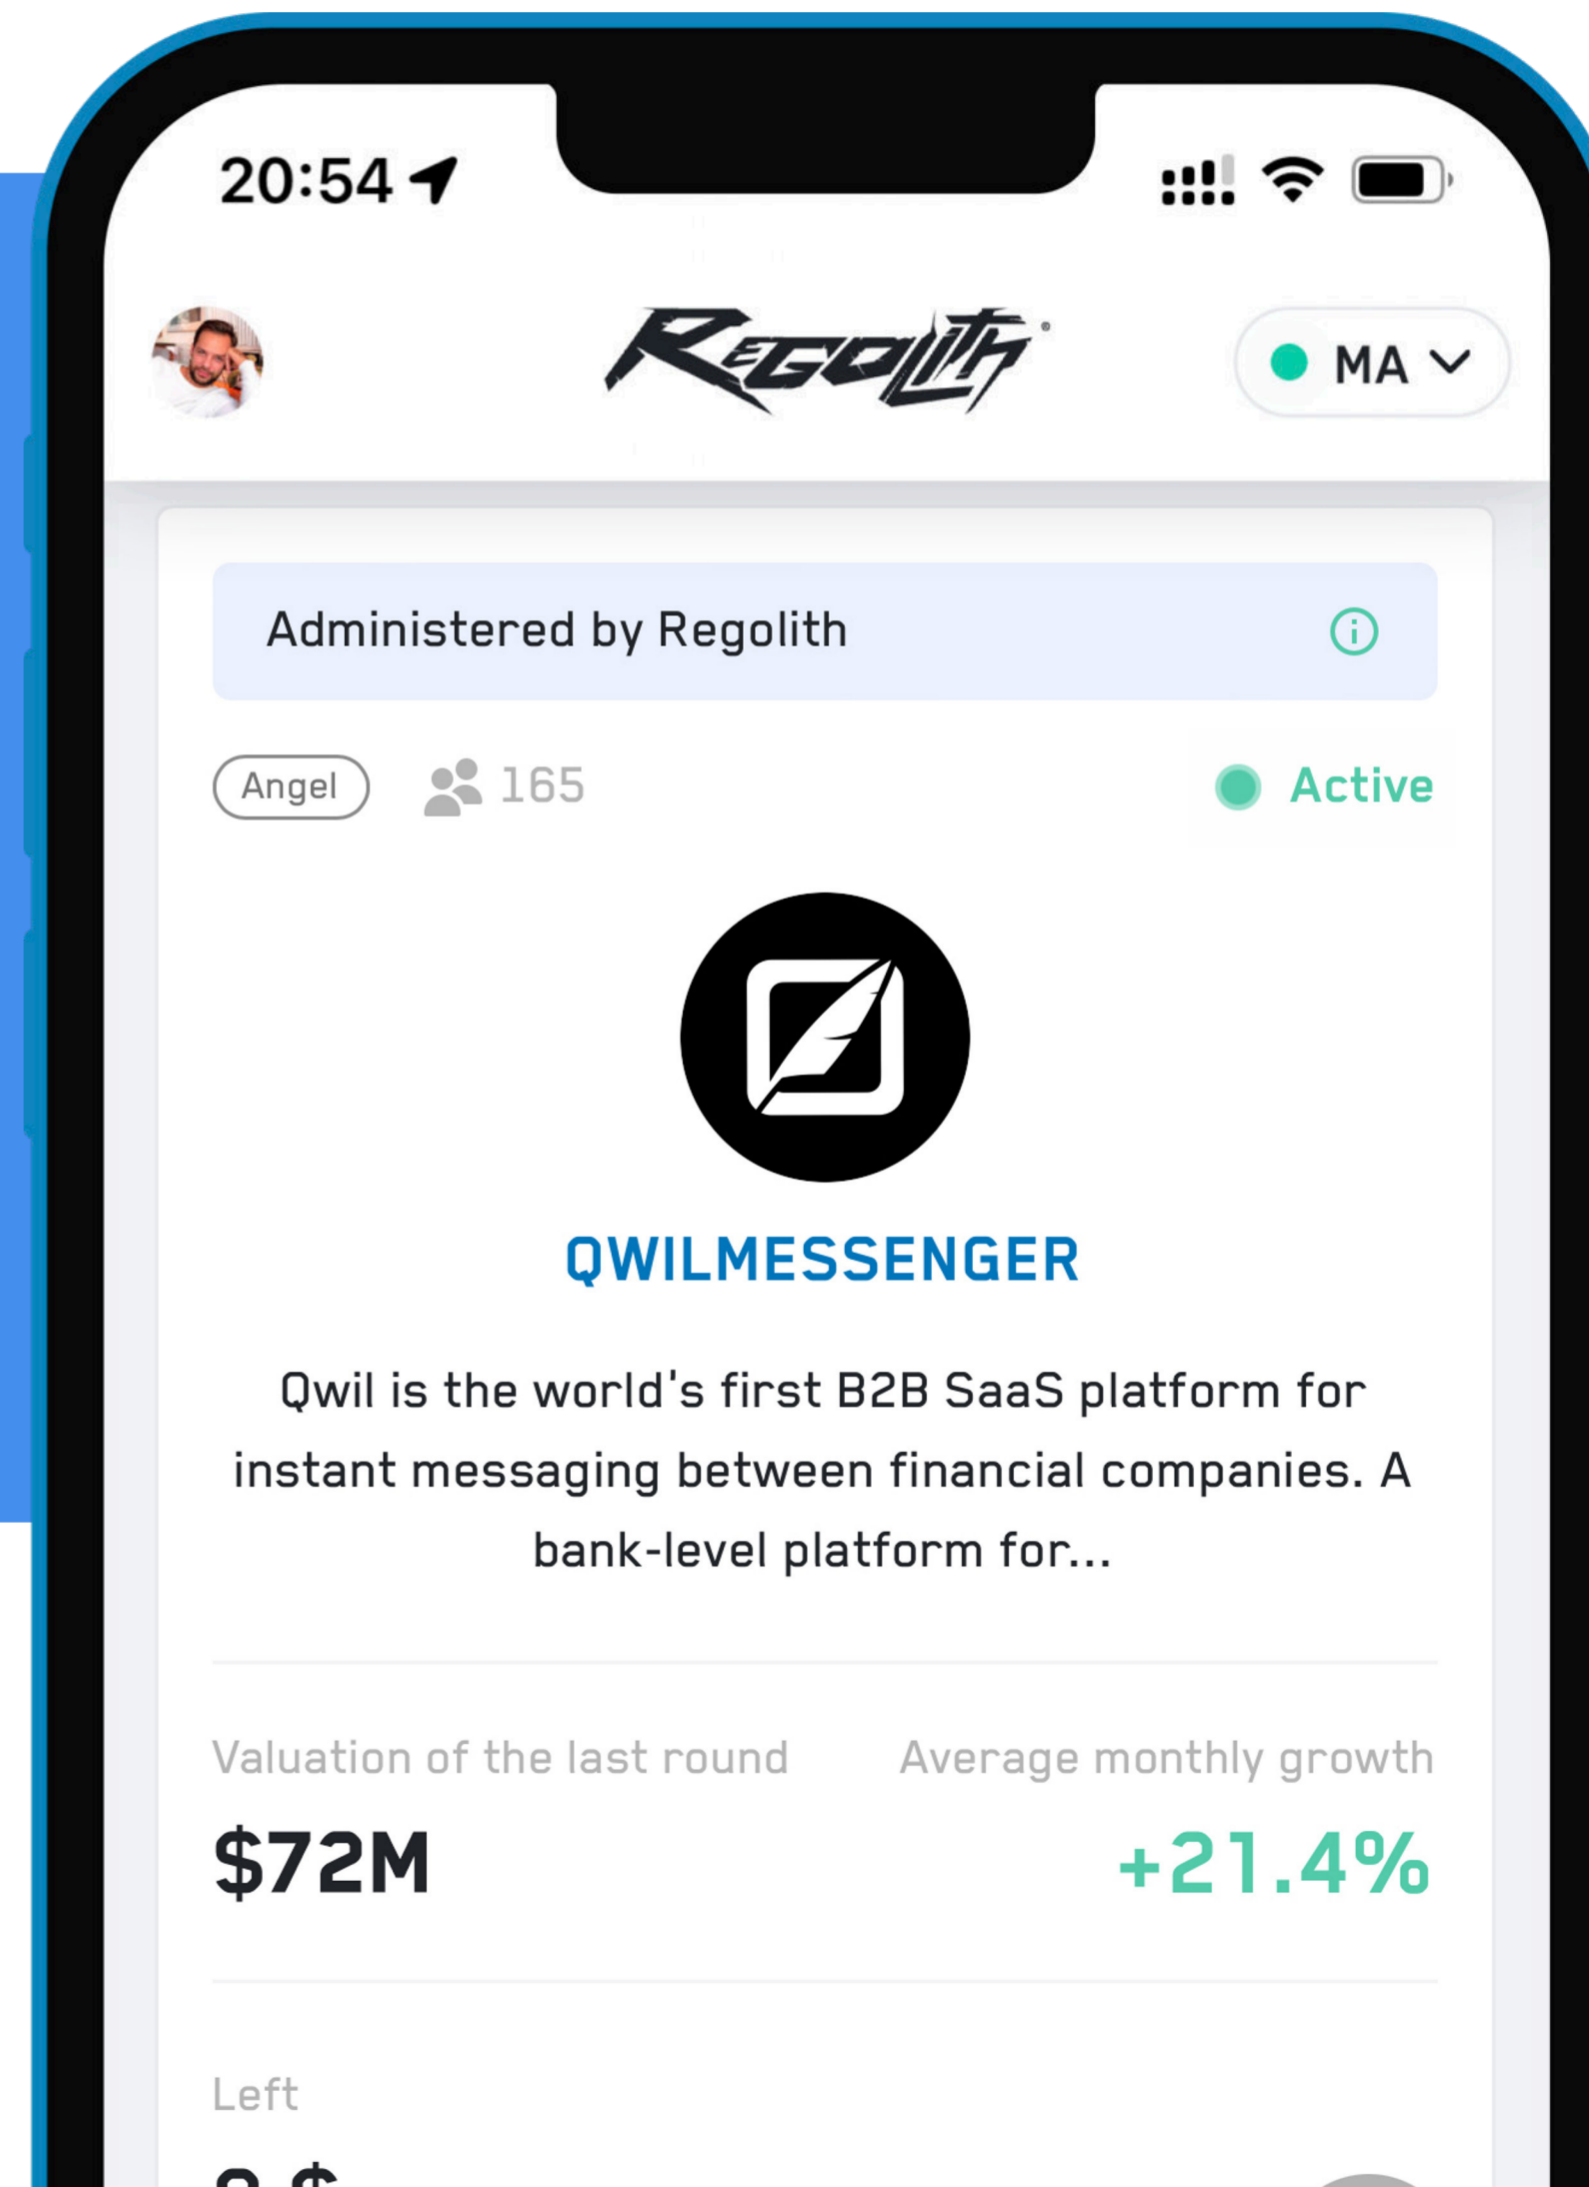 20:54
REGOLITH
MA
Administered by Regolith
Angel
165
Active
QWILMESSENGER
Qwil is the world's first B2B SaaS platform for
instant messaging between financial companies. A
bank-level platform for...
Valuation of the last round
Average monthly growth
$72M
+21.4%
Left